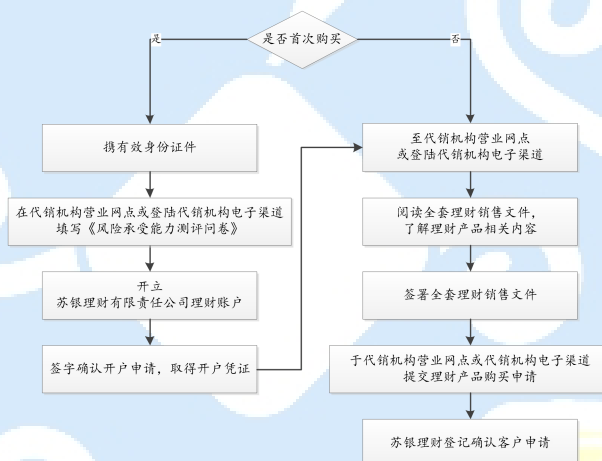 是否首次购买
是
否
携有效身份证件
在代销机构营业网点或登陆代销机构电子渠道
填写《风险承受能力测评问卷》
开立
苏银理财有限责任公司理财账户
签字确认开户申请，取得开户凭证
至代销机构营业网点
或登陆代销机构电子渠道
阅读全套理财销售文件，
了解理财产品相关内容
签署全套理财销售文件
于代销机构营业网点或代销机构电子渠道
提交理财产品购买申请
苏银理财登记确认客户申请